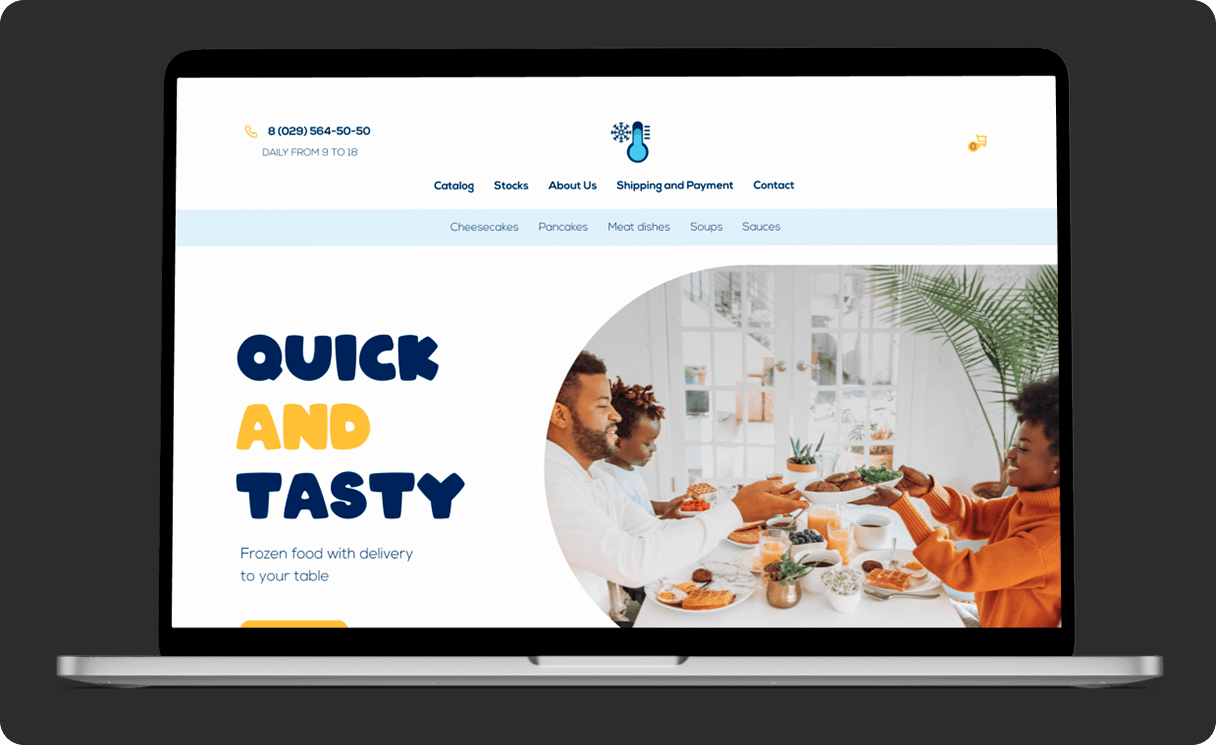 8 (029) 564-50-50
DAILY FROM 9 TO 18
0
Catalog Stocks About Us Shipping and Payment Contact
Cheesecakes Pancakes Meat dishes Soups Sauces
QUICK
AND
TASTY
Frozen food with delivery
to your table